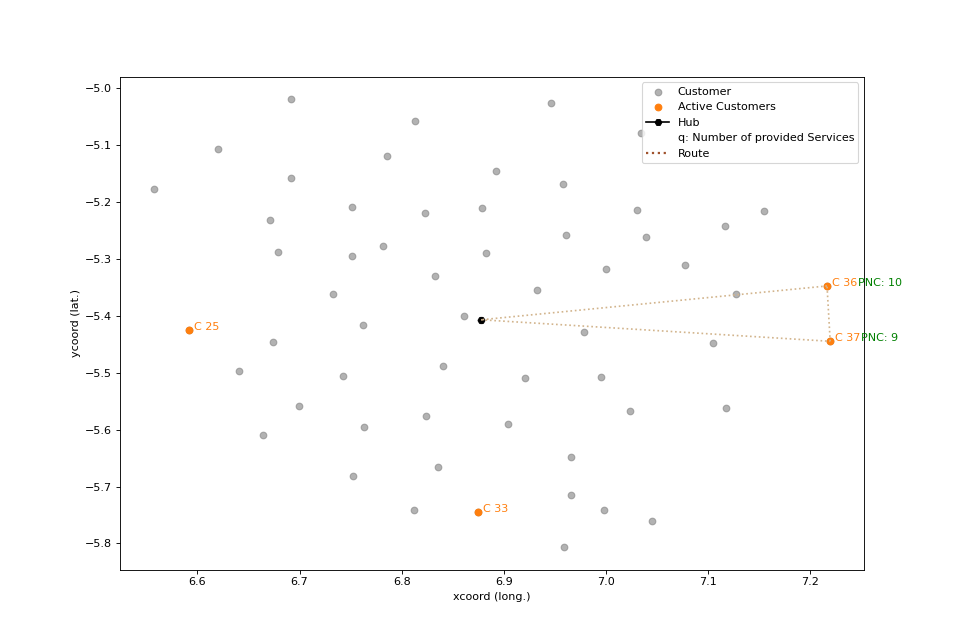 Customer
Active Customers
Hub
q: Number of provided Services
Route
−5.0
−5.1
−5.2
−5.3
−5.4
−5.5
−5.6
−5.7
−5.8
ycoord (lat.)
C 36 PNC: 10
C 25
C 37 PNC: 9
C 33
6.6 6.7 6.8 6.9 7.0 7.1 7.2
xcoord (long.)